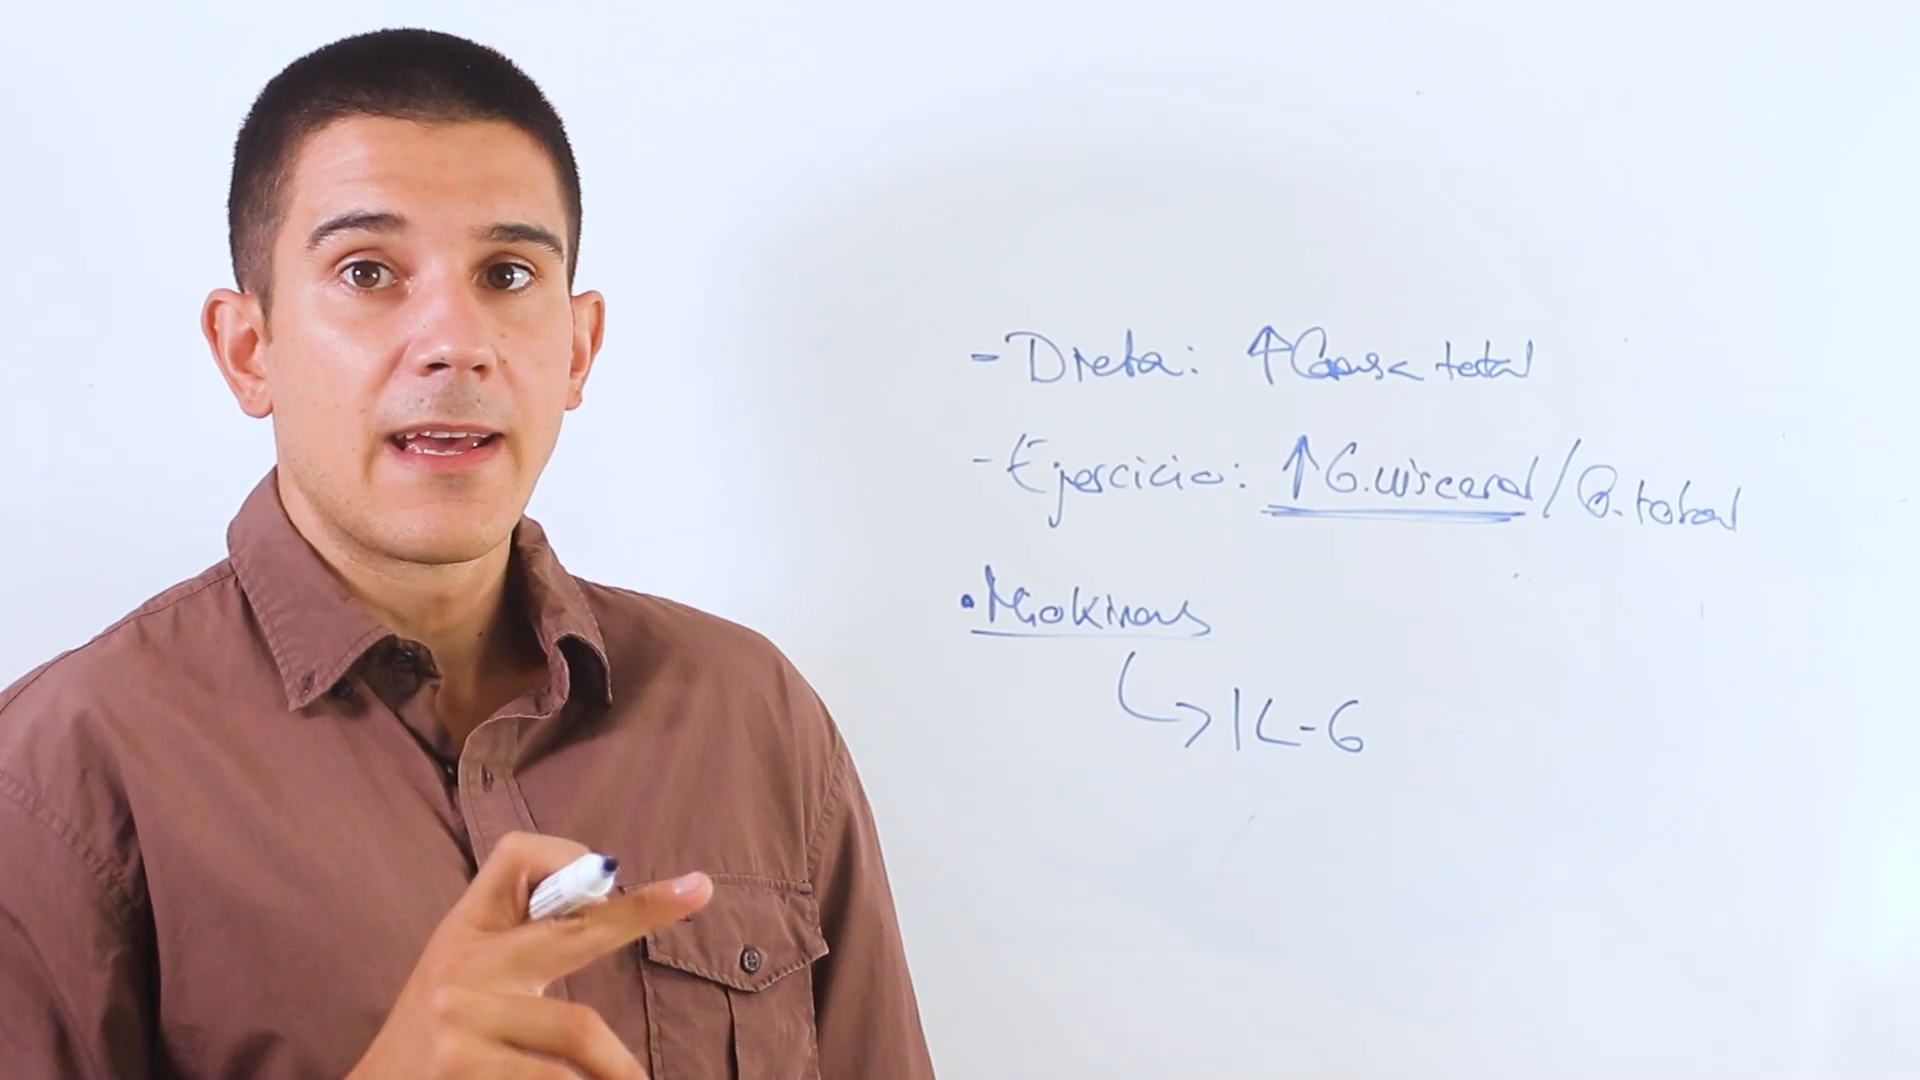 - Dieta: ↑ Grasa total
- Ejercicio: ↑ G. visceral / G. total
• Miokinas
↳ IL-6